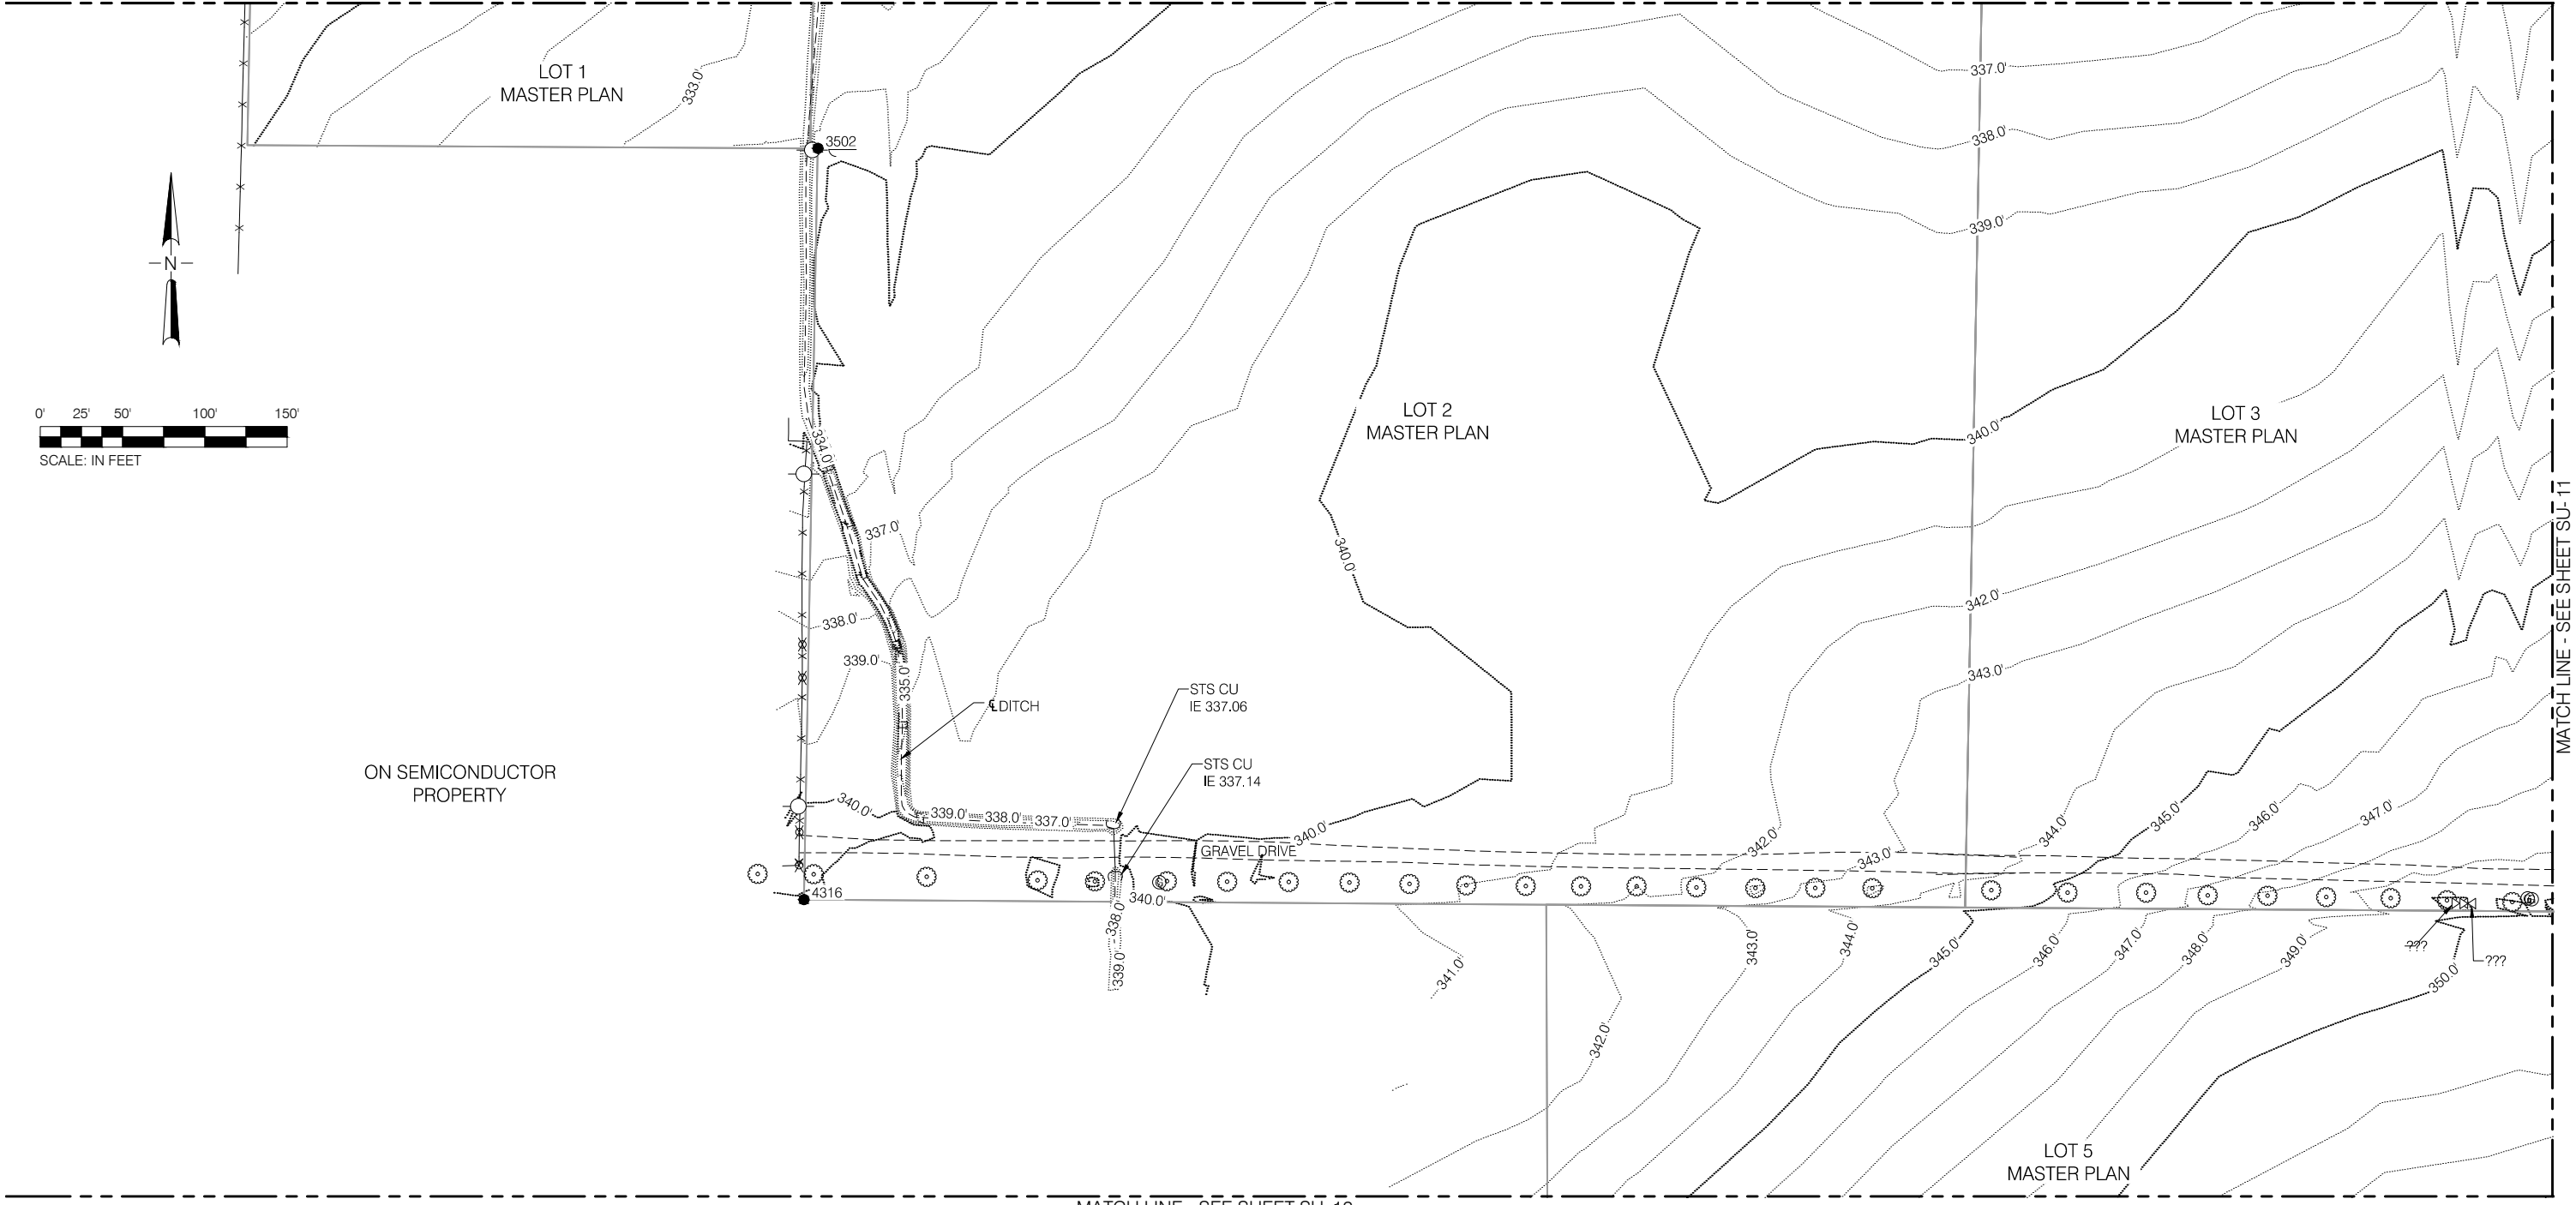 LOT 1
MASTER PLAN
333.0'
3502
337.0'
338.0'
339.0'
N
0' 25' 50' 100' 150'
SCALE: IN FEET
LOT 2
MASTER PLAN
LOT 3
MASTER PLAN
340.0'
334.0'
337.0'
340.0'
338.0'
339.0'
335.0'
342.0'
343.0'
MATCH LINE - SEE SHEET SU-11
STS CU
IE 337.06
℄ DITCH
STS CU
IE 337.14
ON SEMICONDUCTOR
PROPERTY
340.0'
339.0' 338.0' 337.0'
340.0'
GRAVEL DRIVE
342.0'
343.0'
344.0'
345.0'
346.0'
347.0'
4316
340.0'
338.0'
339.0'
341.0'
342.0'
343.0'
344.0'
345.0'
346.0'
347.0'
348.0'
349.0'
350.0'
???
???
LOT 5
MASTER PLAN